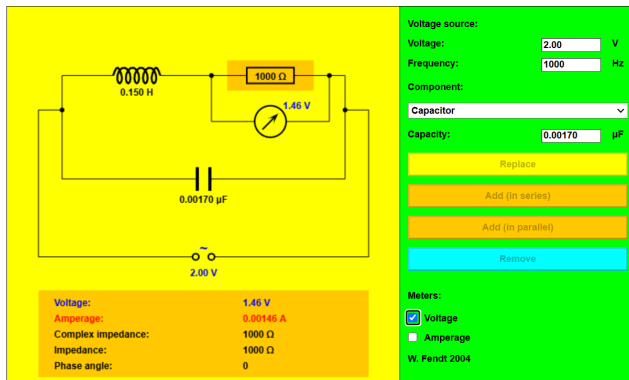 1000 Ω
0.150 H
1.46 V
0.00170 µF
~
2.00 V
Voltage: 1.46 V
Amperage: 0.00146 A
Complex impedance: 1000 Ω
Impedance: 1000 Ω
Phase angle: 0
Voltage source:
Voltage: 2.00 V
Frequency: 1000 Hz
Component:
Capacitor
Capacity: 0.00170 µF
Replace
Add (in series)
Add (in parallel)
Remove
Meters:
Voltage
Amperage
W. Fendt 2004